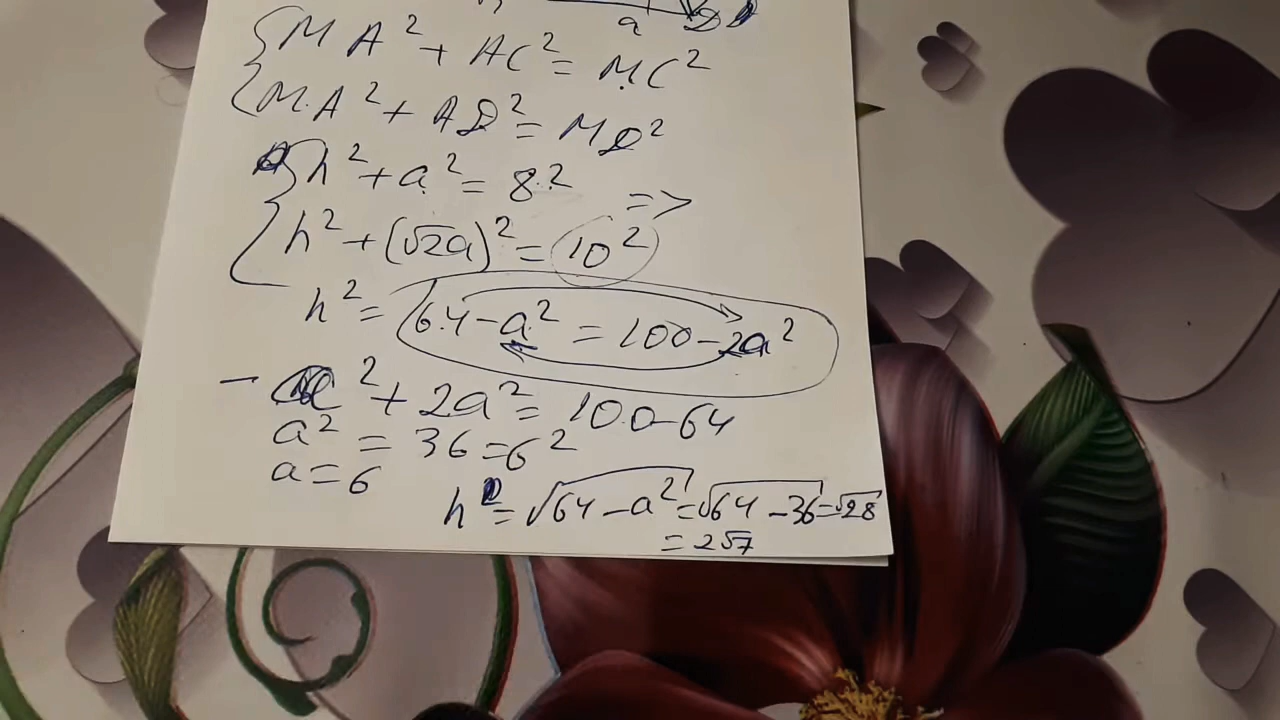 a
MA² + AC² = MC²
MA² + AD² = MD²
h² + a² = 8² =>
h² + (√2a)² = 10²
h² = 64 - a² = 100 - 2a²
- ² + 2a² = 100 - 64
a² = 36 = 6²
a = 6
h = √64 - a² = √64 - 36 = √28
= 2√7